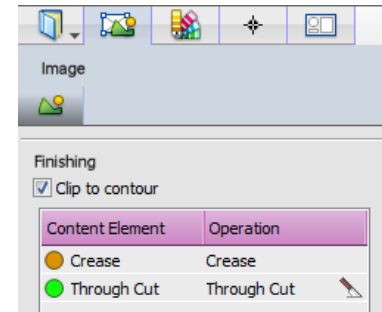 Image
Finishing
Clip to contour
Content Element Operation
Crease Crease
Through Cut Through Cut